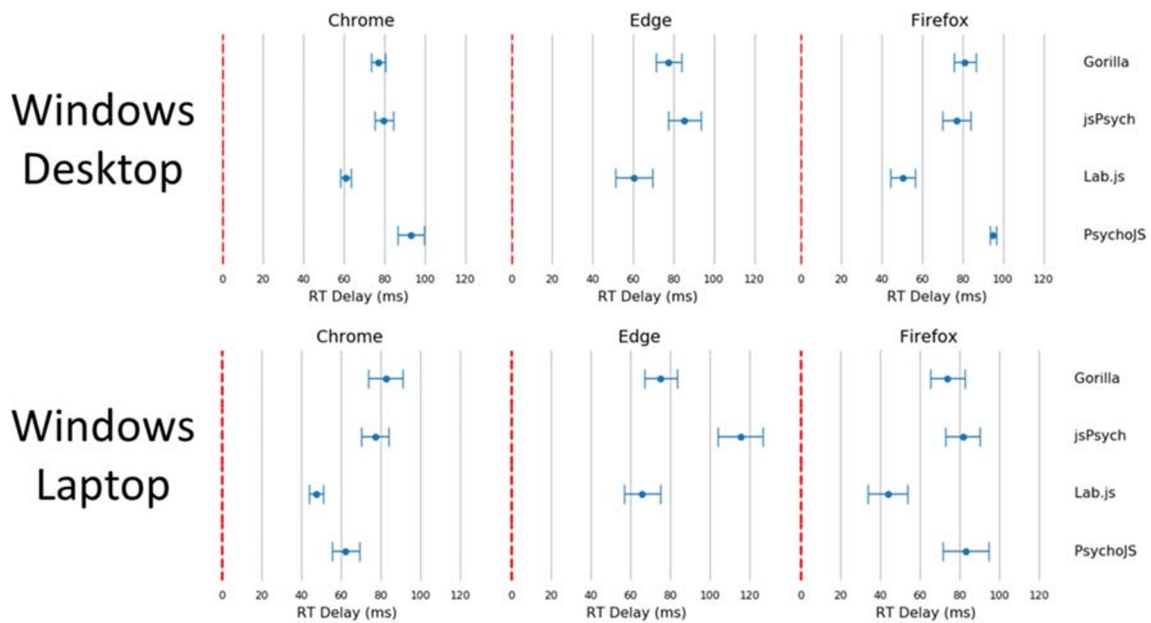 Chrome
Edge
Firefox
Windows
Desktop
Gorilla
jsPsych
Lab.js
PsychoJS
0 20 40 60 80 100 120
0 20 40 60 80 100 120
0 20 40 60 80 100 120
RT Delay (ms)
RT Delay (ms)
RT Delay (ms)
Chrome
Edge
Firefox
Windows
Laptop
Gorilla
jsPsych
Lab.js
PsychoJS
0 20 40 60 80 100 120
0 20 40 60 80 100 120
0 20 40 60 80 100 120
RT Delay (ms)
RT Delay (ms)
RT Delay (ms)